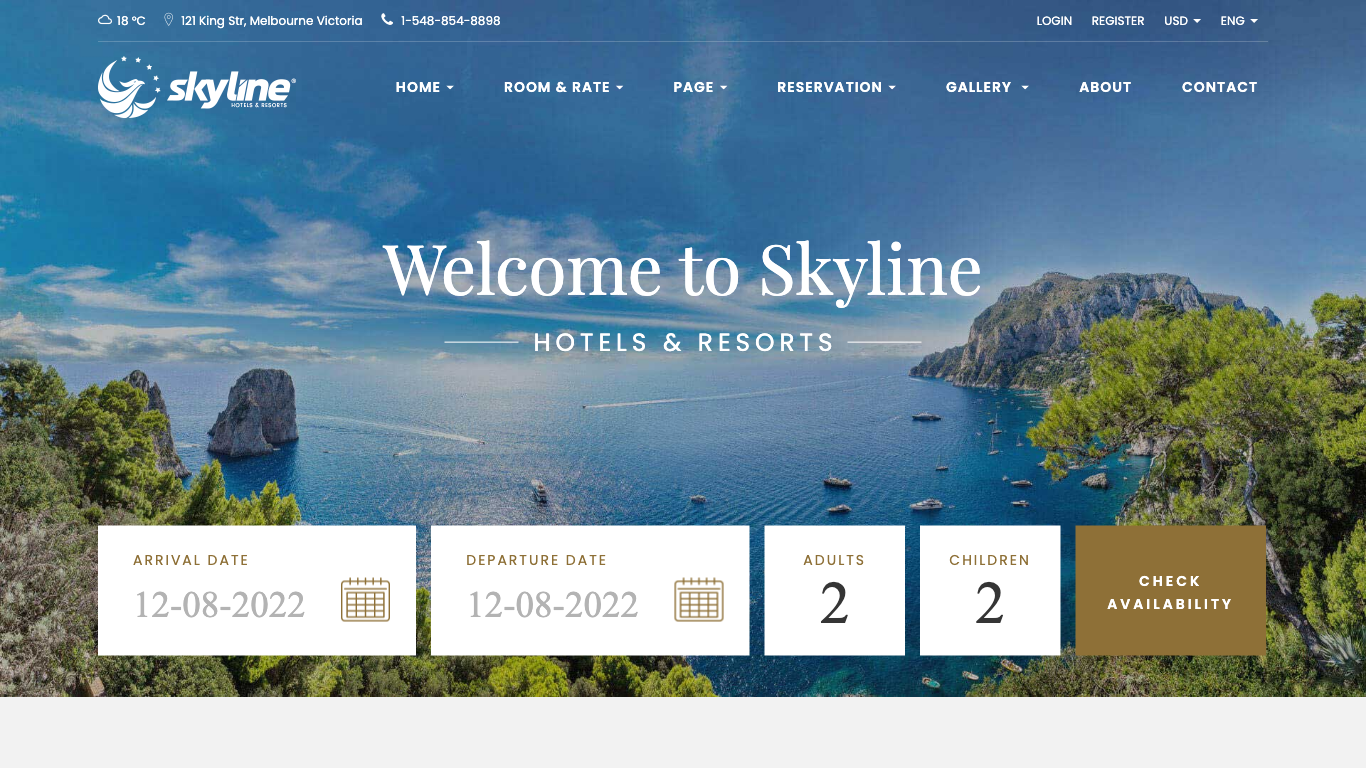 18 °C 121 King Str, Melbourne Victoria 1-548-854-8898 LOGIN REGISTER USD ENG
skyline
HOTELS & RESORTS
HOME ROOM & RATE PAGE RESERVATION GALLERY ABOUT CONTACT
Welcome to Skyline
HOTELS & RESORTS
ARRIVAL DATE
12-08-2022
DEPARTURE DATE
12-08-2022
ADULTS
2
CHILDREN
2
CHECK
AVAILABILITY